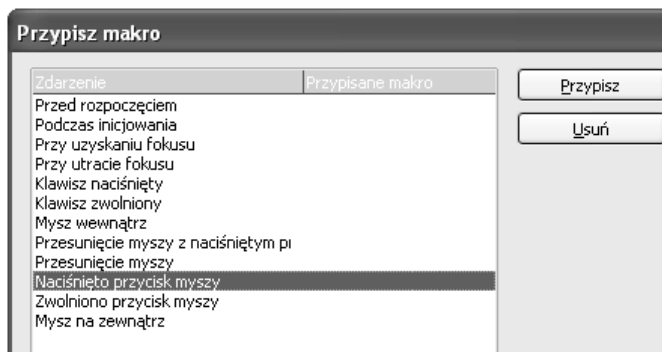 Przypisz makro
Zdarzenie Przypisane makro
Przypisz
Przed rozpoczęciem
Podczas inicjowania
Usuń
Przy uzyskaniu fokusu
Przy utracie fokusu
Klawisz naciśnięty
Klawisz zwolniony
Mysz wewnątrz
Przesunięcie myszy z naciśniętym
Przesunięcie myszy
Naciśnięto przycisk myszy
Zwolniono przycisk myszy
Mysz na zewnątrz